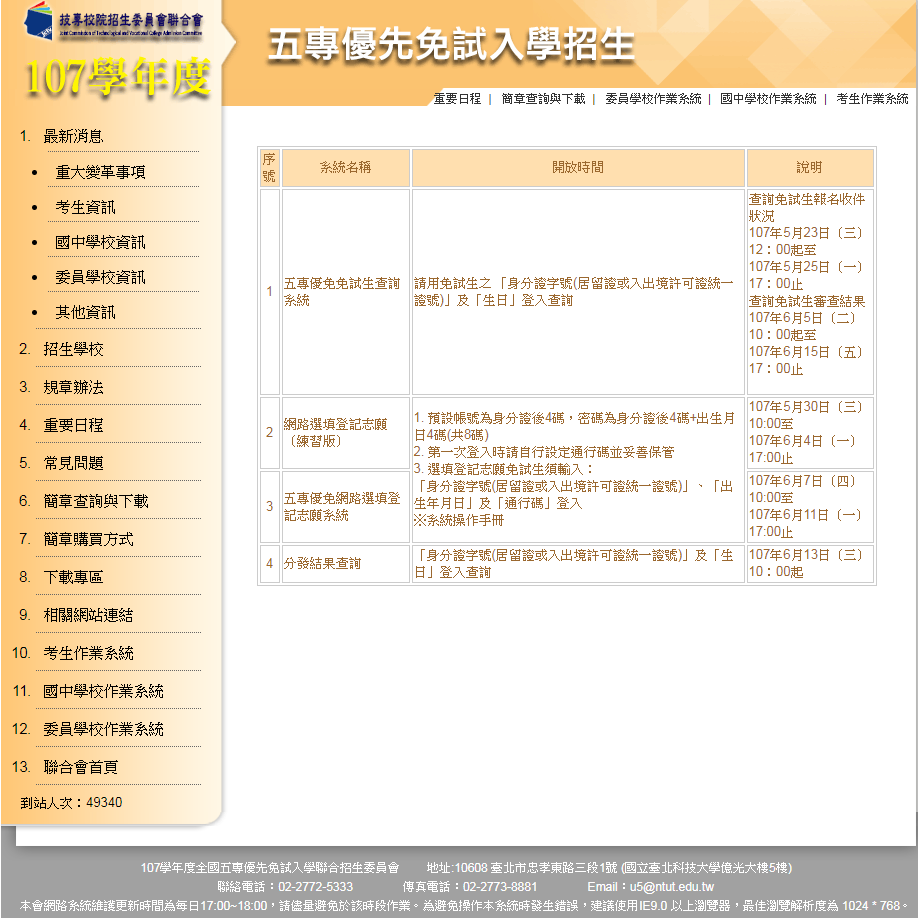 技專校院招生委員會聯合會
Joint Commission of Technological and Vocational College Admission Committee
107學年度
五專優先免試入學招生
重要日程 | 簡章查詢與下載 | 委員學校作業系統 | 國中學校作業系統 | 考生作業系統
1. 最新消息
• 重大變革事項
• 考生資訊
• 國中學校資訊
• 委員學校資訊
• 其他資訊
2. 招生學校
3. 規章辦法
4. 重要日程
5. 常見問題
6. 簡章查詢與下載
7. 簡章購買方式
8. 下載專區
9. 相關網站連結
10. 考生作業系統
11. 國中學校作業系統
12. 委員學校作業系統
13. 聯合會首頁
到站人次：49340
序
號
系統名稱
開放時間
說明
1
五專優免免試生查詢
系統
請用免試生之 「身分證字號(居留證或入出境許可證統一
證號)」及「生日」登入查詢
查詢免試生報名收件
狀況
107年5月23日〔三〕
12：00起至
107年5月25日〔一〕
17：00止
查詢免試生審查結果
107年6月5日〔二〕
10：00起至
107年6月15日〔五〕
17：00止
2
網路選填登記志願
〔練習版〕
1. 預設帳號為身分證後4碼，密碼為身分證後4碼+出生月
日4碼(共8碼)
2. 第一次登入時請自行設定通行碼並妥善保管
3. 選填登記志願免試生須輸入：
「身分證字號(居留證或入出境許可證統一證號)」、「出
生年月日」及「通行碼」登入
※系統操作手冊
107年5月30日〔三〕
10:00至
107年6月4日〔一〕
17:00止
3
五專優免網路選填登
記志願系統
107年6月7日〔四〕
10:00至
107年6月11日〔一〕
17:00止
4
分發結果查詢
「身分證字號(居留證或入出境許可證統一證號)」及「生
日」登入查詢
107年6月13日〔三〕
10：00起
107學年度全國五專優先免試入學聯合招生委員會 地址:10608 臺北市忠孝東路三段1號 (國立臺北科技大學億光大樓5樓)
聯絡電話：02-2772-5333 傳真電話：02-2773-8881 Email：u5@ntut.edu.tw
本會網路系統維護更新時間為每日17:00~18:00，請儘量避免於該時段作業。為避免操作本系統時發生錯誤，建議使用IE9.0 以上瀏覽器，最佳瀏覽解析度為 1024 * 768。